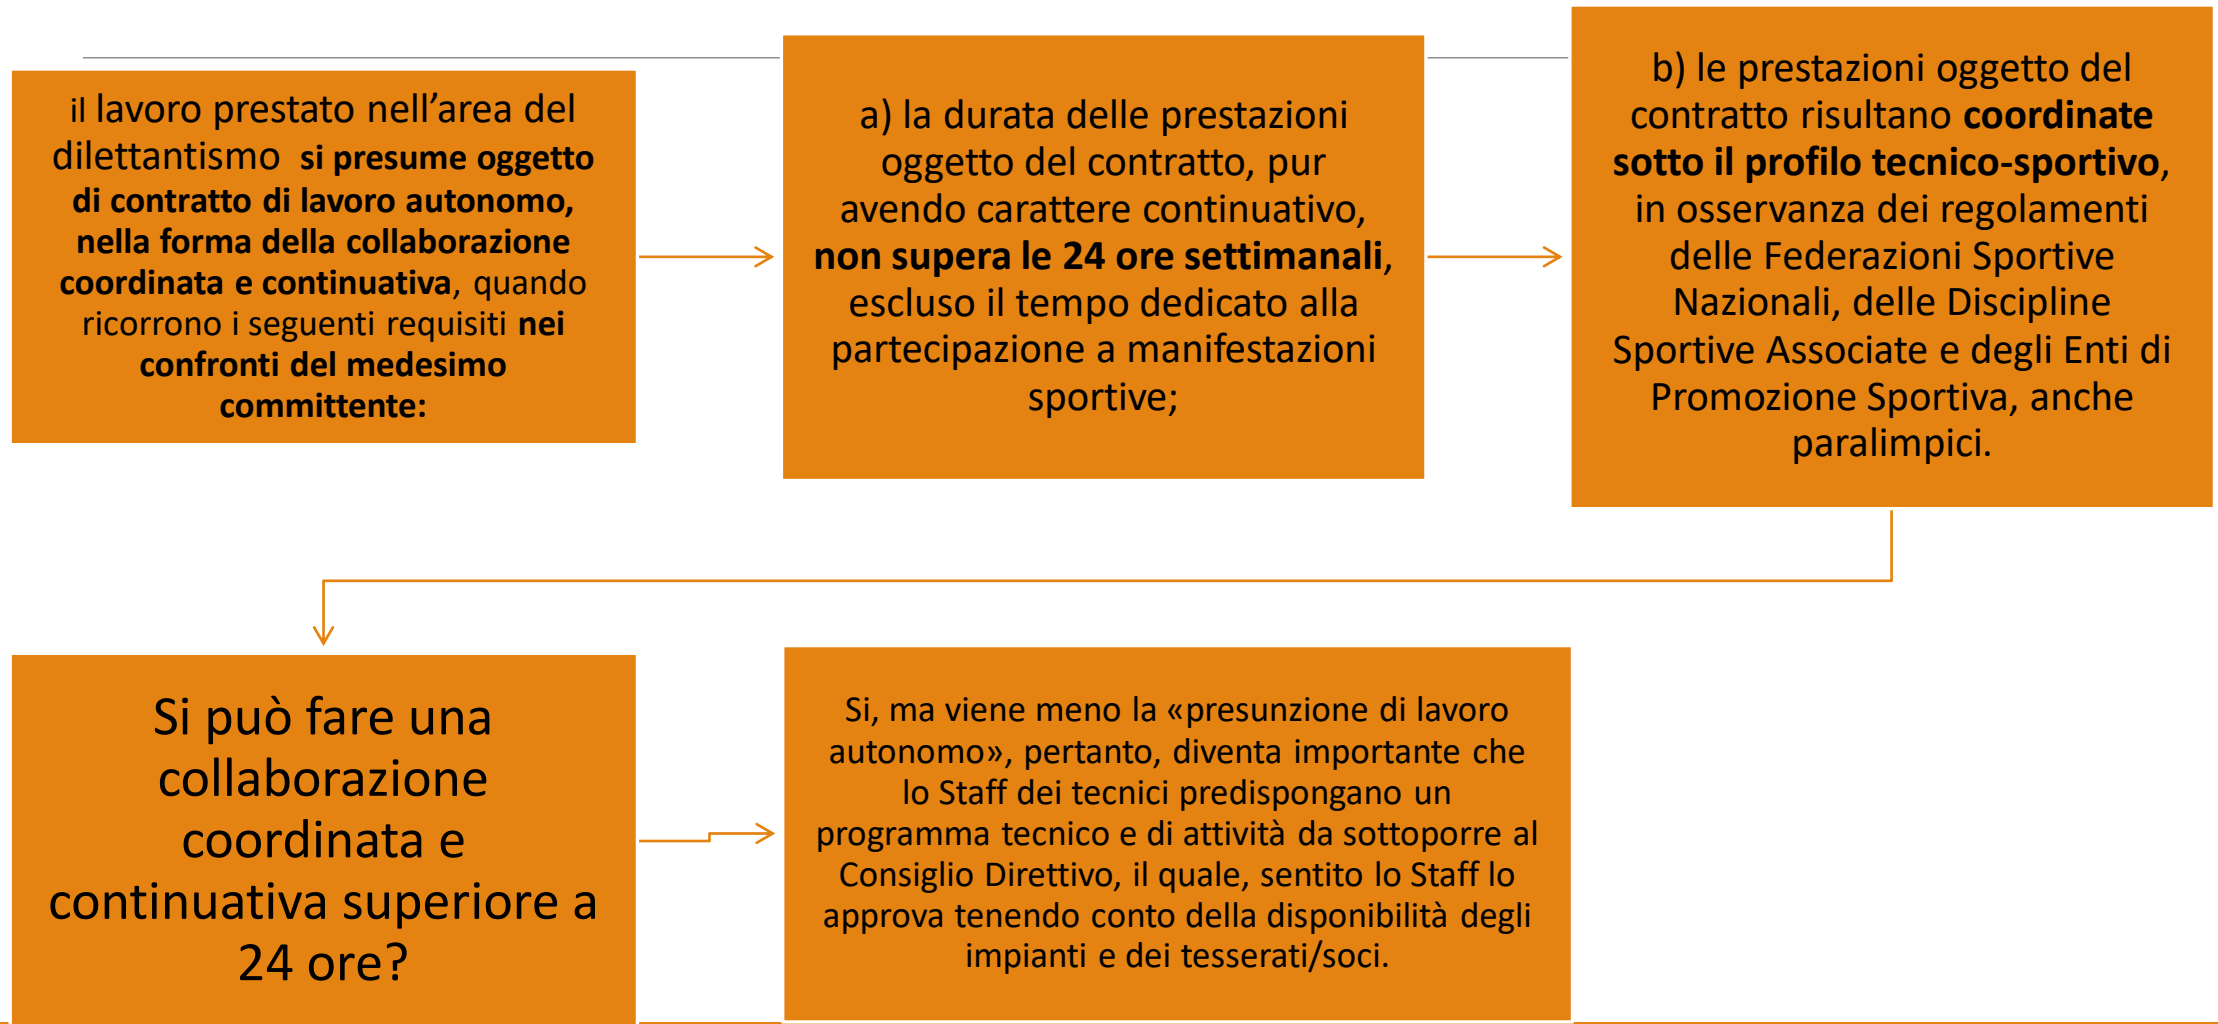 il lavoro prestato nell’area del
dilettantismo si presume oggetto
di contratto di lavoro autonomo,
nella forma della collaborazione
coordinata e continuativa, quando
ricorrono i seguenti requisiti nei
confronti del medesimo
committente:
a) la durata delle prestazioni
oggetto del contratto, pur
avendo carattere continuativo,
non supera le 24 ore settimanali,
escluso il tempo dedicato alla
partecipazione a manifestazioni
sportive;
b) le prestazioni oggetto del
contratto risultano coordinate
sotto il profilo tecnico-sportivo,
in osservanza dei regolamenti
delle Federazioni Sportive
Nazionali, delle Discipline
Sportive Associate e degli Enti di
Promozione Sportiva, anche
paralimpici.
Si può fare una
collaborazione
coordinata e
continuativa superiore a
24 ore?
Si, ma viene meno la «presunzione di lavoro
autonomo», pertanto, diventa importante che
lo Staff dei tecnici predispongano un
programma tecnico e di attività da sottoporre al
Consiglio Direttivo, il quale, sentito lo Staff lo
approva tenendo conto della disponibilità degli
impianti e dei tesserati/soci.